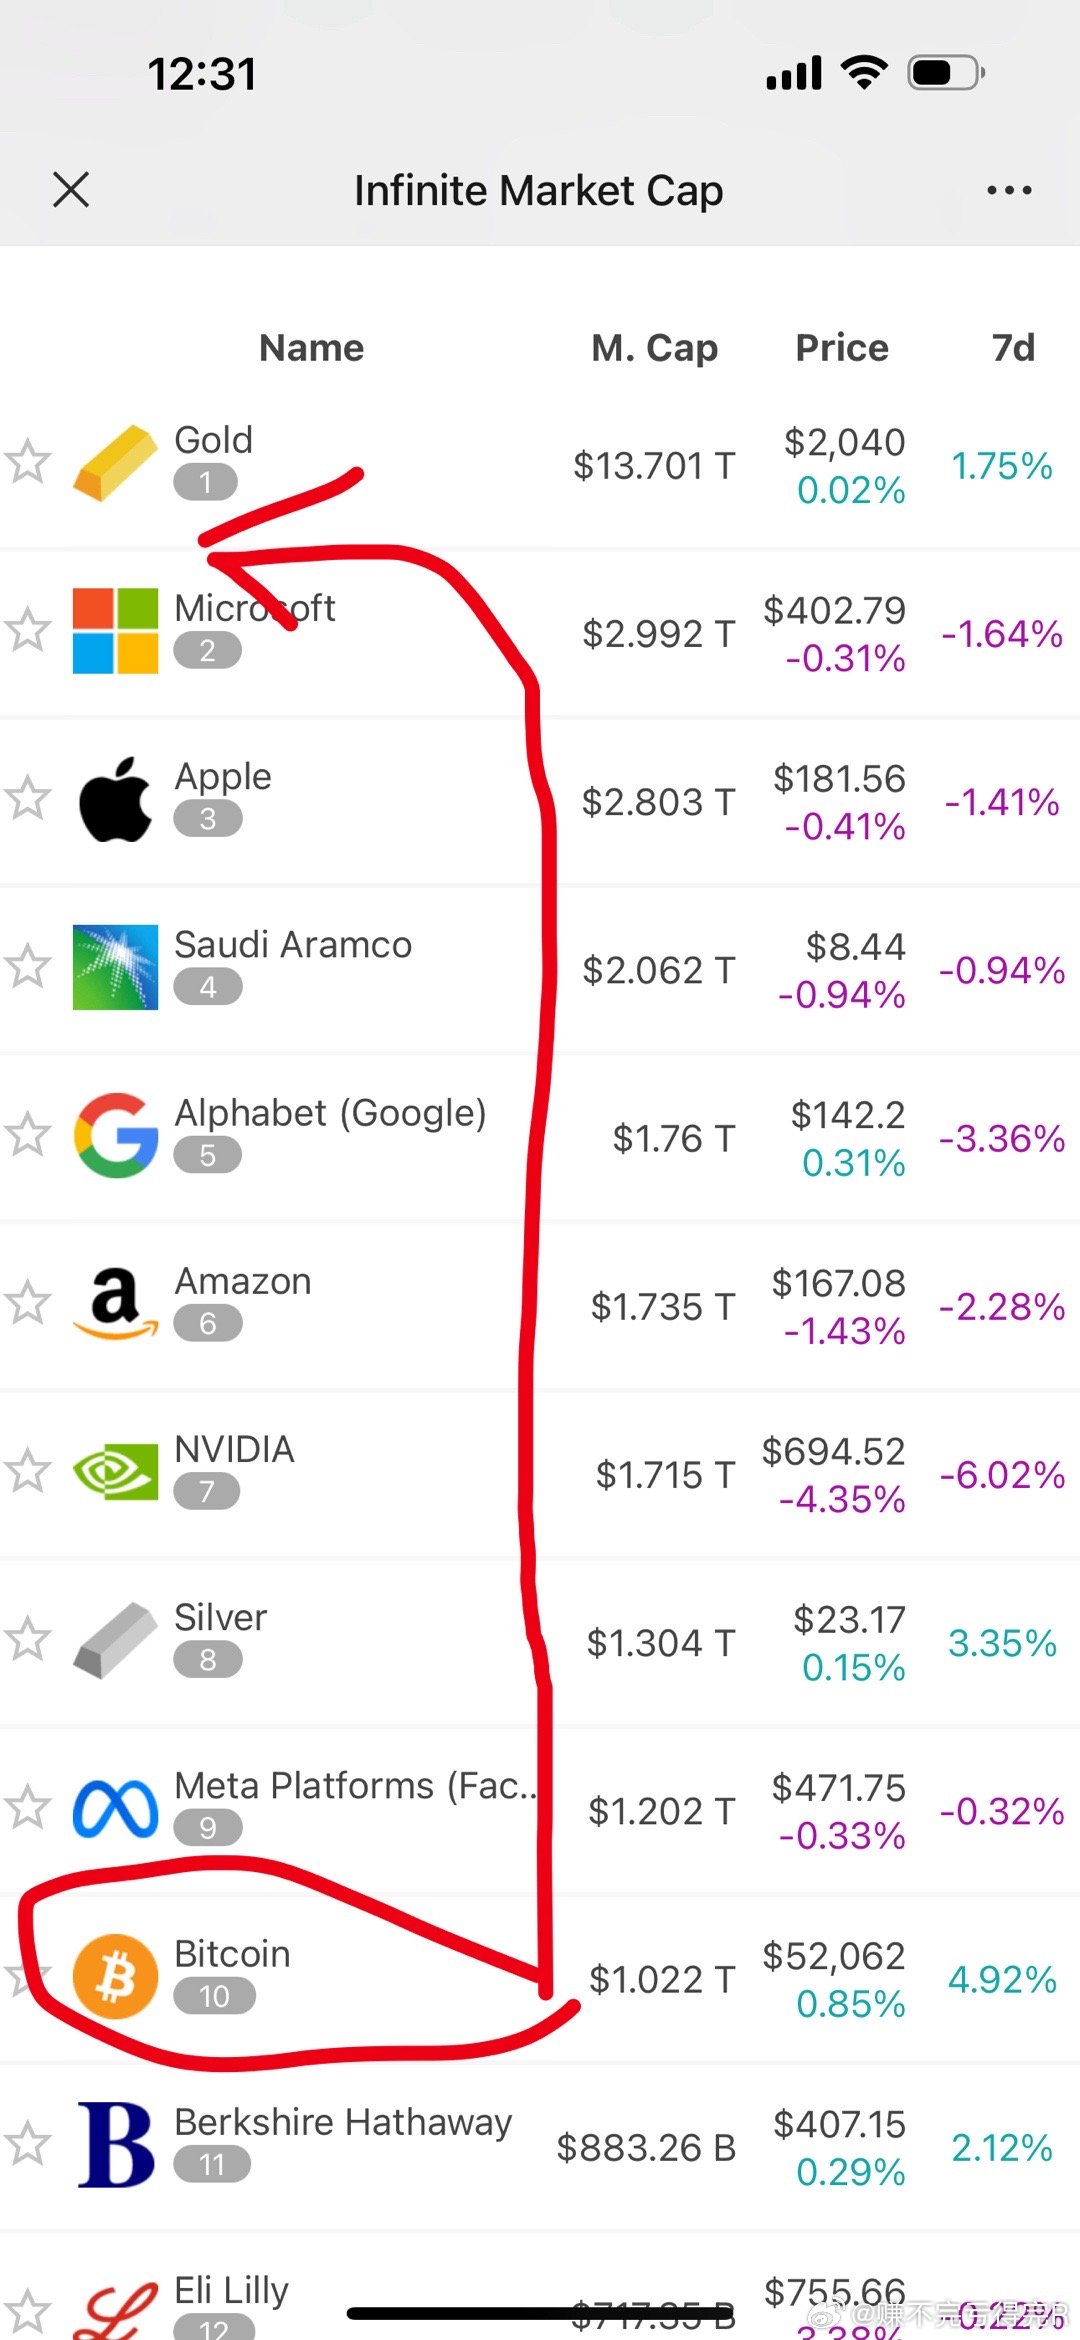 12:31
Infinite Market Cap
Name M. Cap Price 7d
Gold
1
$13.701 T
$2,040
0.02%
1.75%
Microsoft
2
$2.992 T
$402.79
-0.31%
-1.64%
Apple
3
$2.803 T
$181.56
-0.41%
-1.41%
Saudi Aramco
4
$2.062 T
$8.44
-0.94%
-0.94%
Alphabet (Google)
5
$1.76 T
$142.2
0.31%
-3.36%
Amazon
6
$1.735 T
$167.08
-1.43%
-2.28%
NVIDIA
7
$1.715 T
$694.52
-4.35%
-6.02%
Silver
8
$1.304 T
$23.17
0.15%
3.35%
Meta Platforms (Fac..
9
$1.202 T
$471.75
-0.33%
-0.32%
Bitcoin
10
$1.022 T
$52,062
0.85%
4.92%
Berkshire Hathaway
11
$883.26 B
$407.15
0.29%
2.12%
Eli Lilly
12
$717.35 B
$755.66
3.38%
-0.22%